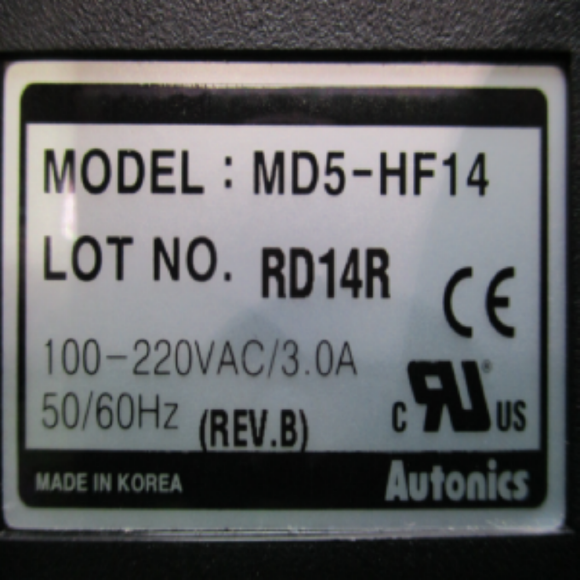 MODEL : MD5-HF14
LOT NO. RD14R
CE
100-220VAC/3.0A
50/60Hz (REV.B)
C RU® US
MADE IN KOREA Autonics